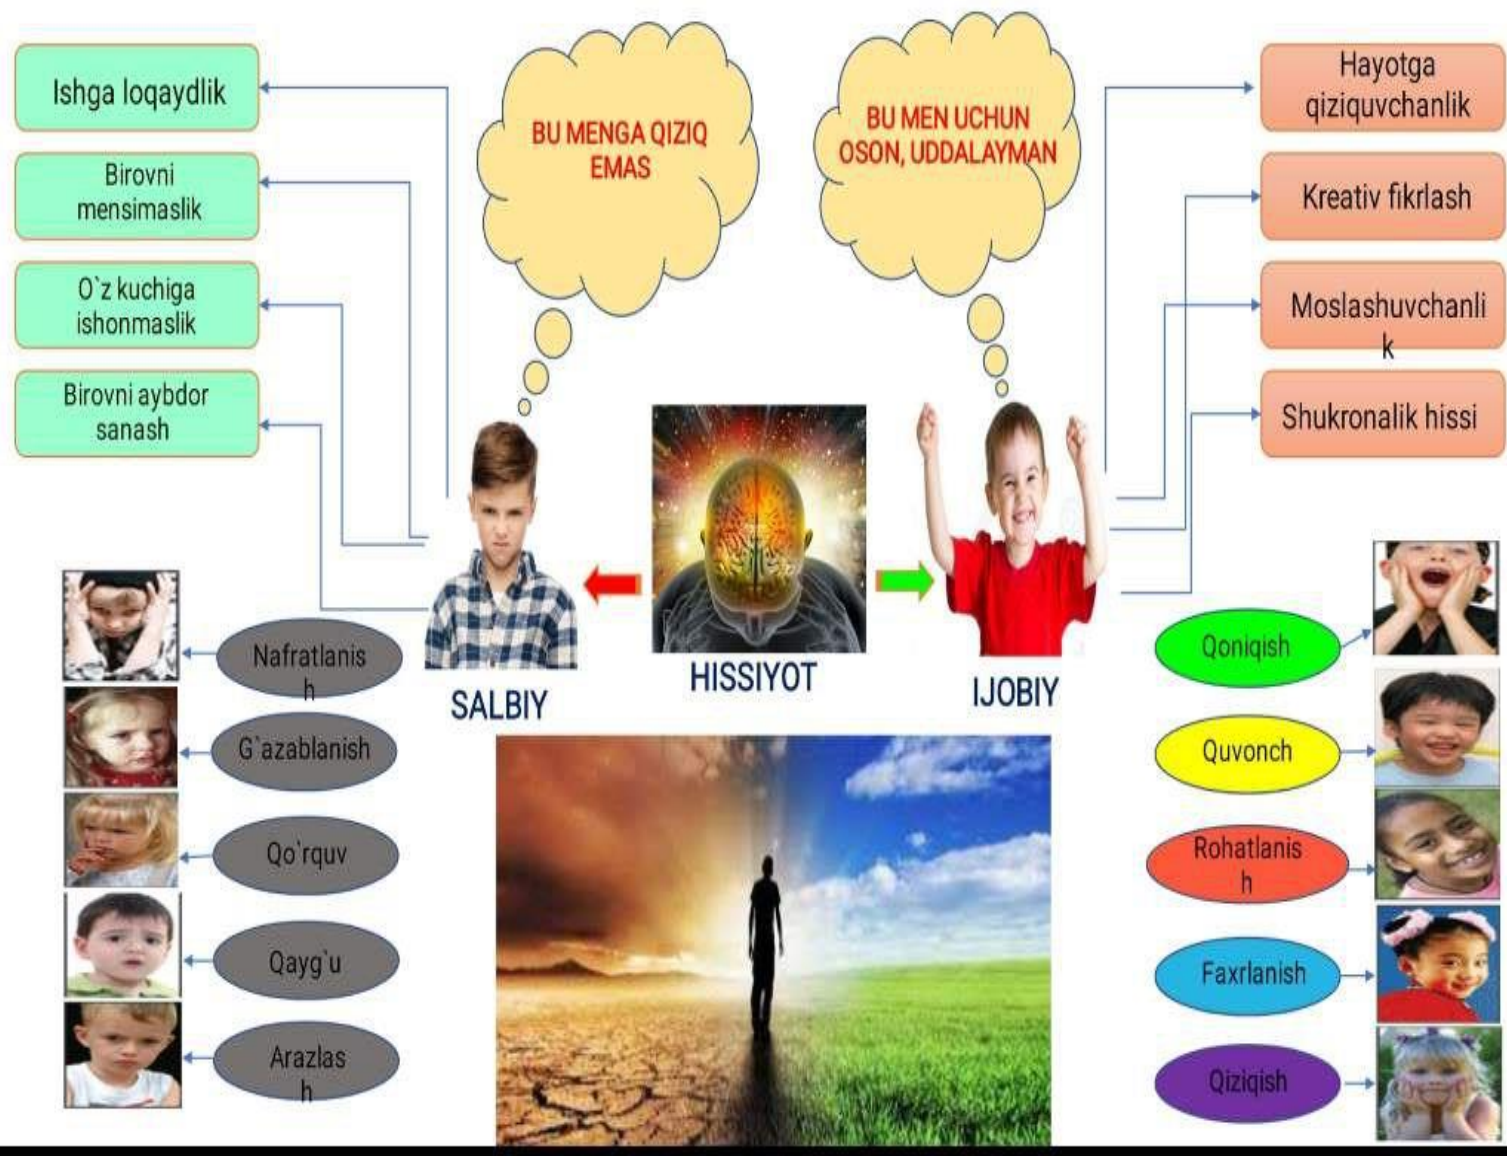 Ishga loqaydlik
Birovni
mensimaslik
O`z kuchiga
ishonmaslik
Birovni aybdor
sanash
BU MENGA QIZIQ
EMAS
BU MEN UCHUN
OSON, UDDALAYMAN
Hayotga
qiziquvchanlik
Kreativ fikrlash
Moslashuvchanli
k
Shukronalik hissi
SALBIY
HISSIYOT
IJOBIY
Nafratlanis
h
G`azablanish
Qo`rquv
Qayg`u
Arazlas
h
Qoniqish
Quvonch
Rohatlanis
h
Faxrlanish
Qiziqish